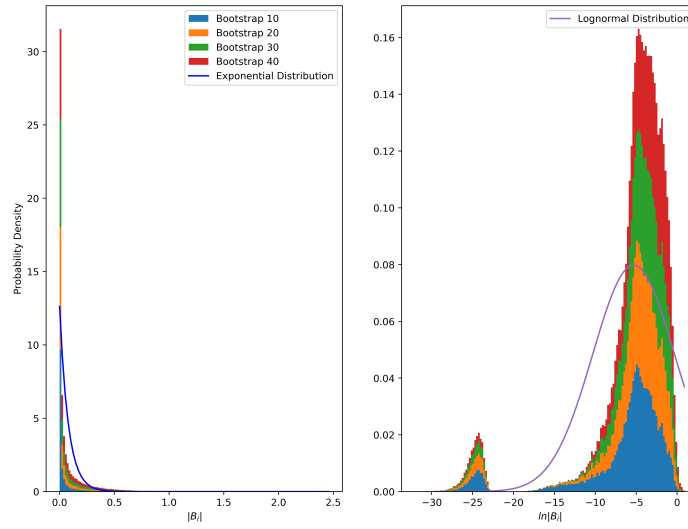 Bootstrap 10
Bootstrap 20
Bootstrap 30
Bootstrap 40
Exponential Distribution
Probability Density
30
25
20
15
10
5
0
0.0 0.5 1.0 1.5 2.0 2.5
|B_i|
Lognormal Distribution
0.16
0.14
0.12
0.10
0.08
0.06
0.04
0.02
0.00
−30 −25 −20 −15 −10 −5 0
ln|B_i|